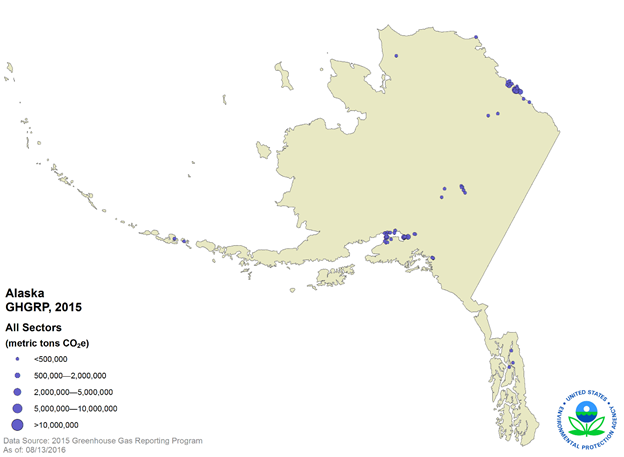 Alaska
GHGRP, 2015
All Sectors
(metric tons CO₂e)
<500,000
500,000—2,000,000
2,000,000—5,000,000
5,000,000—10,000,000
>10,000,000
Data Source: 2015 Greenhouse Gas Reporting Program
As of: 08/13/2016
UNITED STATES
ENVIRONMENTAL PROTECTION AGENCY